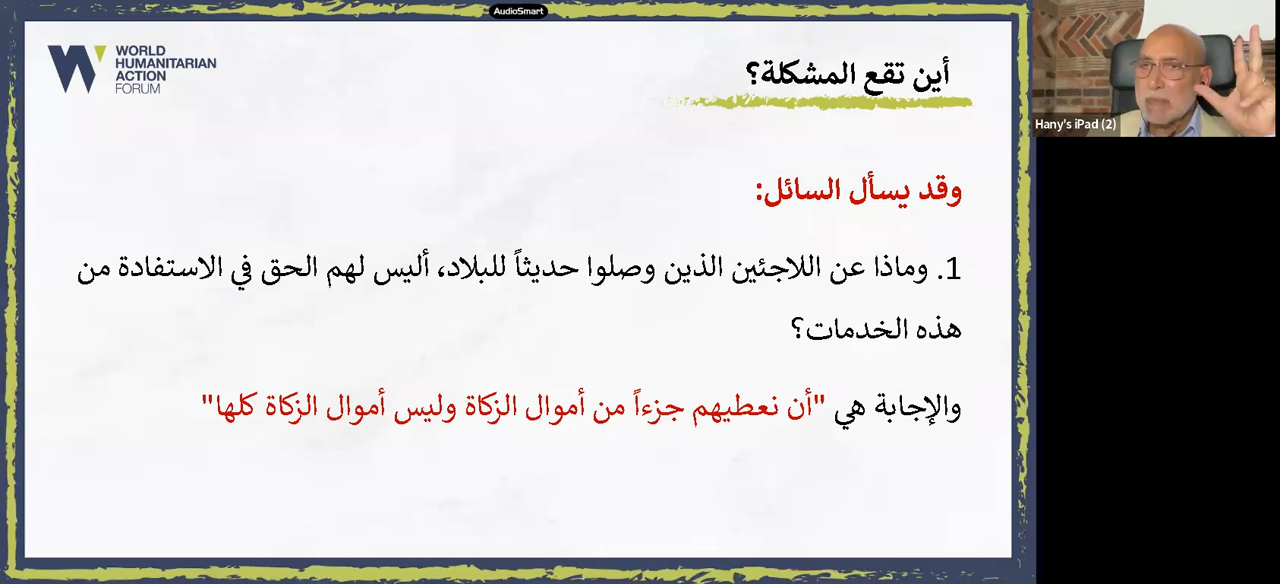 AudioSmart
WORLD
HUMANITARIAN
ACTION
FORUM
أين تقع المشكلة؟
وقد يسأل السائل:
1. وماذا عن اللاجئين الذين وصلوا حديثاً للبلاد، أليس لهم الحق في الاستفادة من
هذه الخدمات؟
والإجابة هي "أن نعطيهم جزءاً من أموال الزكاة وليس أموال الزكاة كلها"
Hany's iPad (2)